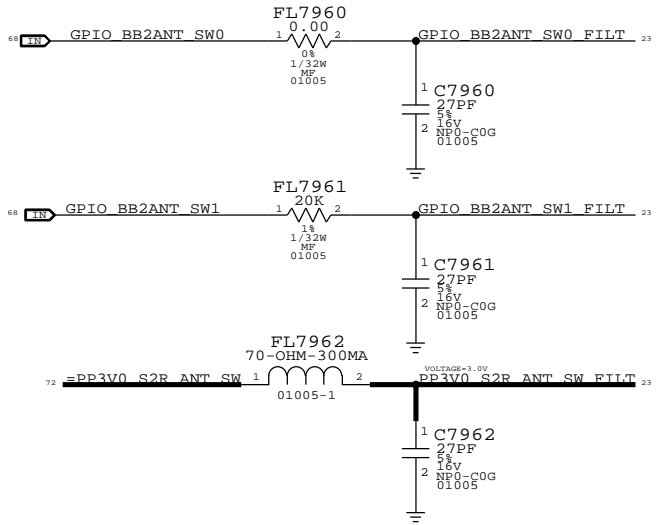 FL7960
0.00
68 IN GPIO_BB2ANT_SW0 1 2 GPIO_BB2ANT_SW0_FILT 23
0%
1/32W
MF
01005
1 C7960
27PF
5%
16V
2 NP0-C0G
01005
FL7961
20K
68 IN GPIO_BB2ANT_SW1 1 2 GPIO_BB2ANT_SW1_FILT 23
1%
1/32W
MF
01005
1 C7961
27PF
5%
16V
2 NP0-C0G
01005
FL7962
70-OHM-300MA
VOLTAGE=3.0V
72 =PP3V0_S2R_ANT_SW 1 2 PP3V0_S2R_ANT_SW_FILT 23
01005-1
1 C7962
27PF
5%
16V
2 NP0-C0G
01005